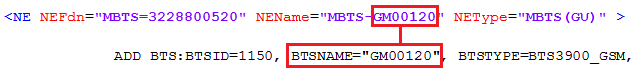 <NE NEFdn="MBTS=3228800520" NEName="MBTS-GM00120" NEType="MBTS(GU)" >
ADD BTS:BTSID=1150, BTSNAME="GM00120", BTSTYPE=BTS3900_GSM,